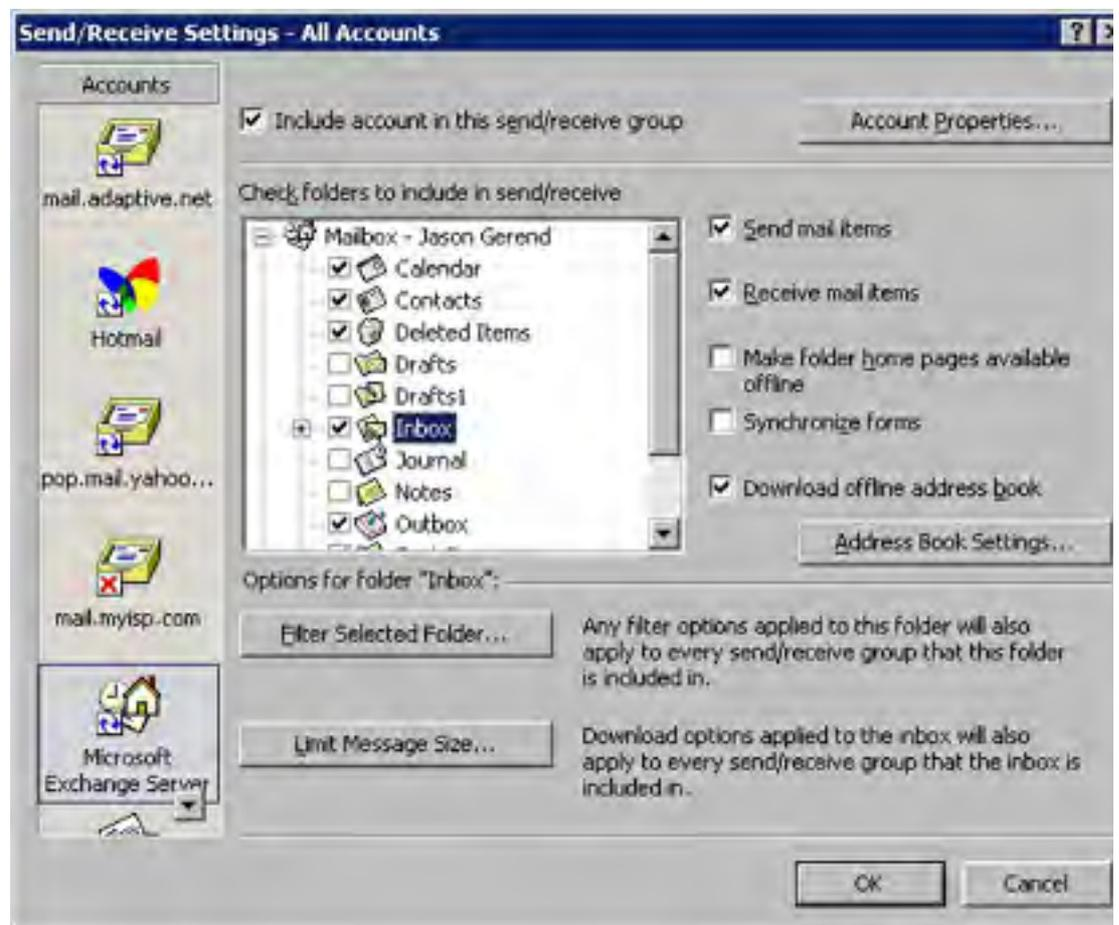 Send/Receive Settings - All Accounts
Accounts
mail.adaptive.net
Hotmail
pop.mail.yahoo...
mail.myisp.com
Microsoft
Exchange Server
Include account in this send/receive group
Account Properties...
Check folders to include in send/receive
Mailbox - Jason Gerend
Calendar
Contacts
Deleted Items
Drafts
Drafts1
Inbox
Journal
Notes
Outbox
Send mail items
Receive mail items
Make folder home pages available
offline
Synchronize forms
Download offline address book
Address Book Settings...
Options for folder "Inbox":
Filter Selected Folder...
Any filter options applied to this folder will also
apply to every send/receive group that this folder
is included in.
Limit Message Size...
Download options applied to the inbox will also
apply to every send/receive group that the inbox is
included in.
OK
Cancel